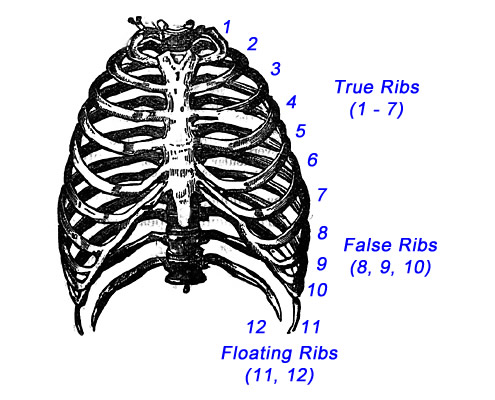 1
2
3
4
5
6
7
8
9
10
True Ribs
(1 - 7)
False Ribs
(8, 9, 10)
12 11
Floating Ribs
(11, 12)